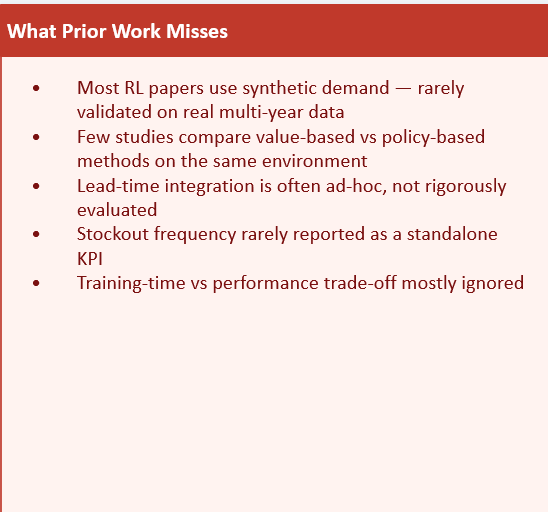 What Prior Work Misses
• Most RL papers use synthetic demand — rarely
validated on real multi-year data
• Few studies compare value-based vs policy-based
methods on the same environment
• Lead-time integration is often ad-hoc, not rigorously
evaluated
• Stockout frequency rarely reported as a standalone
KPI
• Training-time vs performance trade-off mostly ignored